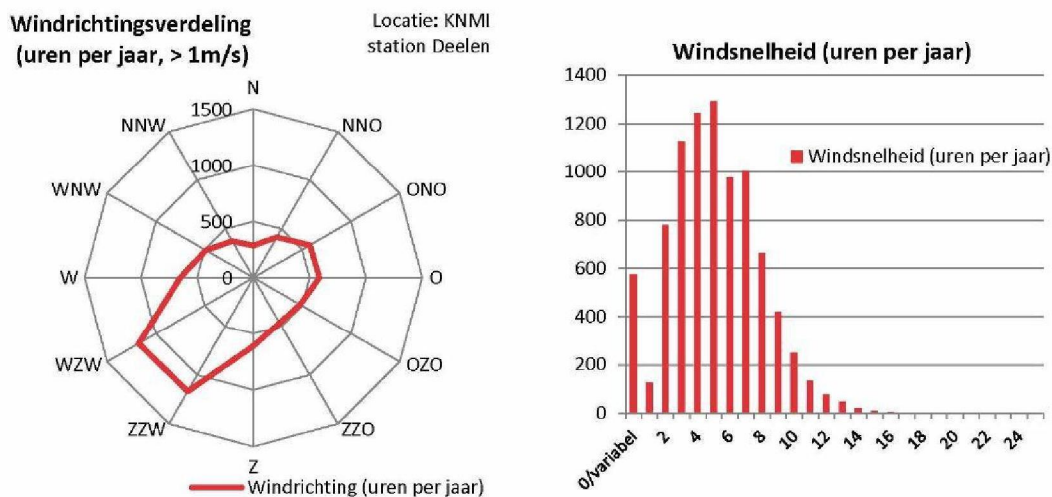 Windrichtingsverdeling
(uren per jaar, > 1m/s)
Locatie: KNMI
station Deelen
N
NNO
ONO
O
OZO
ZZO
Z
ZZW
WZW
W
WNW
NNW
1500
1000
500
0
Windrichting (uren per jaar)
Windsnelheid (uren per jaar)
1400
1200
1000
800
600
400
200
0
Windsnelheid (uren per jaar)
0/variabel
2
4
6
8
10
12
14
16
18
20
22
24